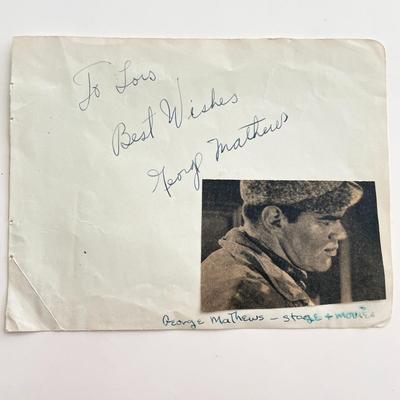 To Lois
Best Wishes
George Mathews
George Mathews - stage + movies